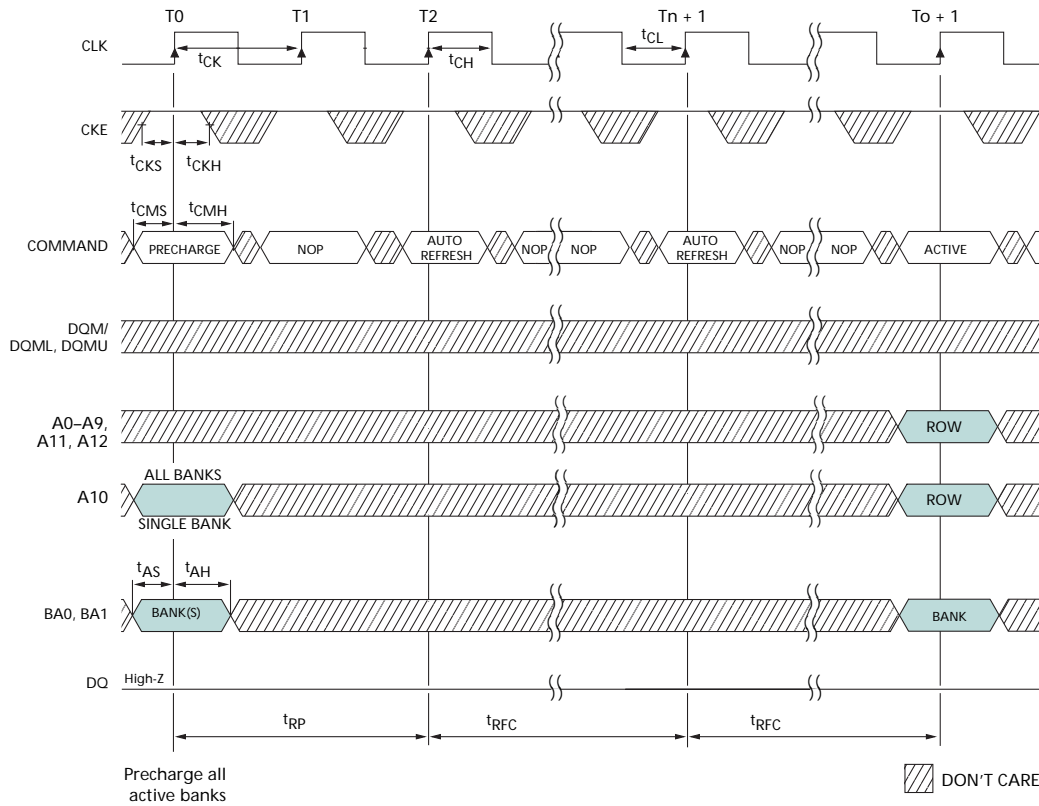 T0 T1 T2 Tn + 1 To + 1
CLK
tCK tCH tCL
CKE
tCKS tCKH
tCMS tCMH
COMMAND PRECHARGE NOP AUTO REFRESH NOP NOP AUTO REFRESH NOP NOP ACTIVE
DQM/
DQML, DQMU
A0–A9,
A11, A12
ROW
ALL BANKS
A10 ROW
SINGLE BANK
tAS tAH
BA0, BA1 BANK(S) BANK
DQ High-Z
tRP tRFC tRFC
Precharge all
active banks
DON'T CARE